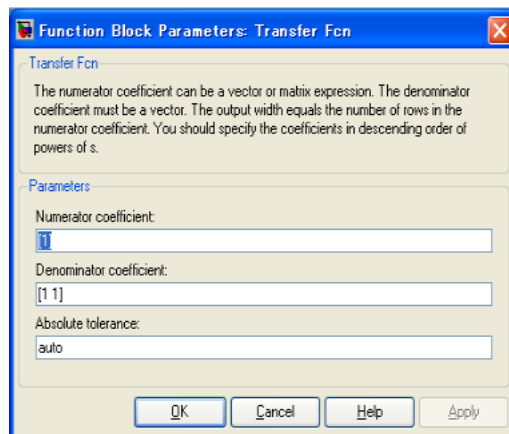 Function Block Parameters: Transfer Fcn
Transfer Fcn
The numerator coefficient can be a vector or matrix expression. The denominator
coefficient must be a vector. The output width equals the number of rows in the
numerator coefficient. You should specify the coefficients in descending order of
powers of s.
Parameters
Numerator coefficient:
[1]
Denominator coefficient:
[1 1]
Absolute tolerance:
auto
OK
Cancel
Help
Apply